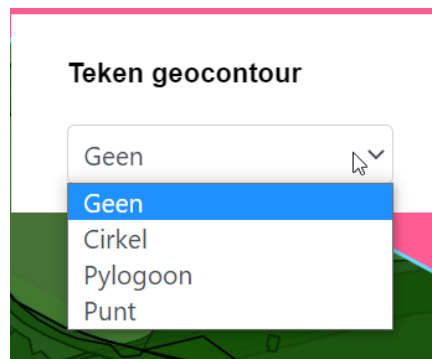 Teken geocontour
Geen
Geen
Cirkel
Pylogoon
Punt